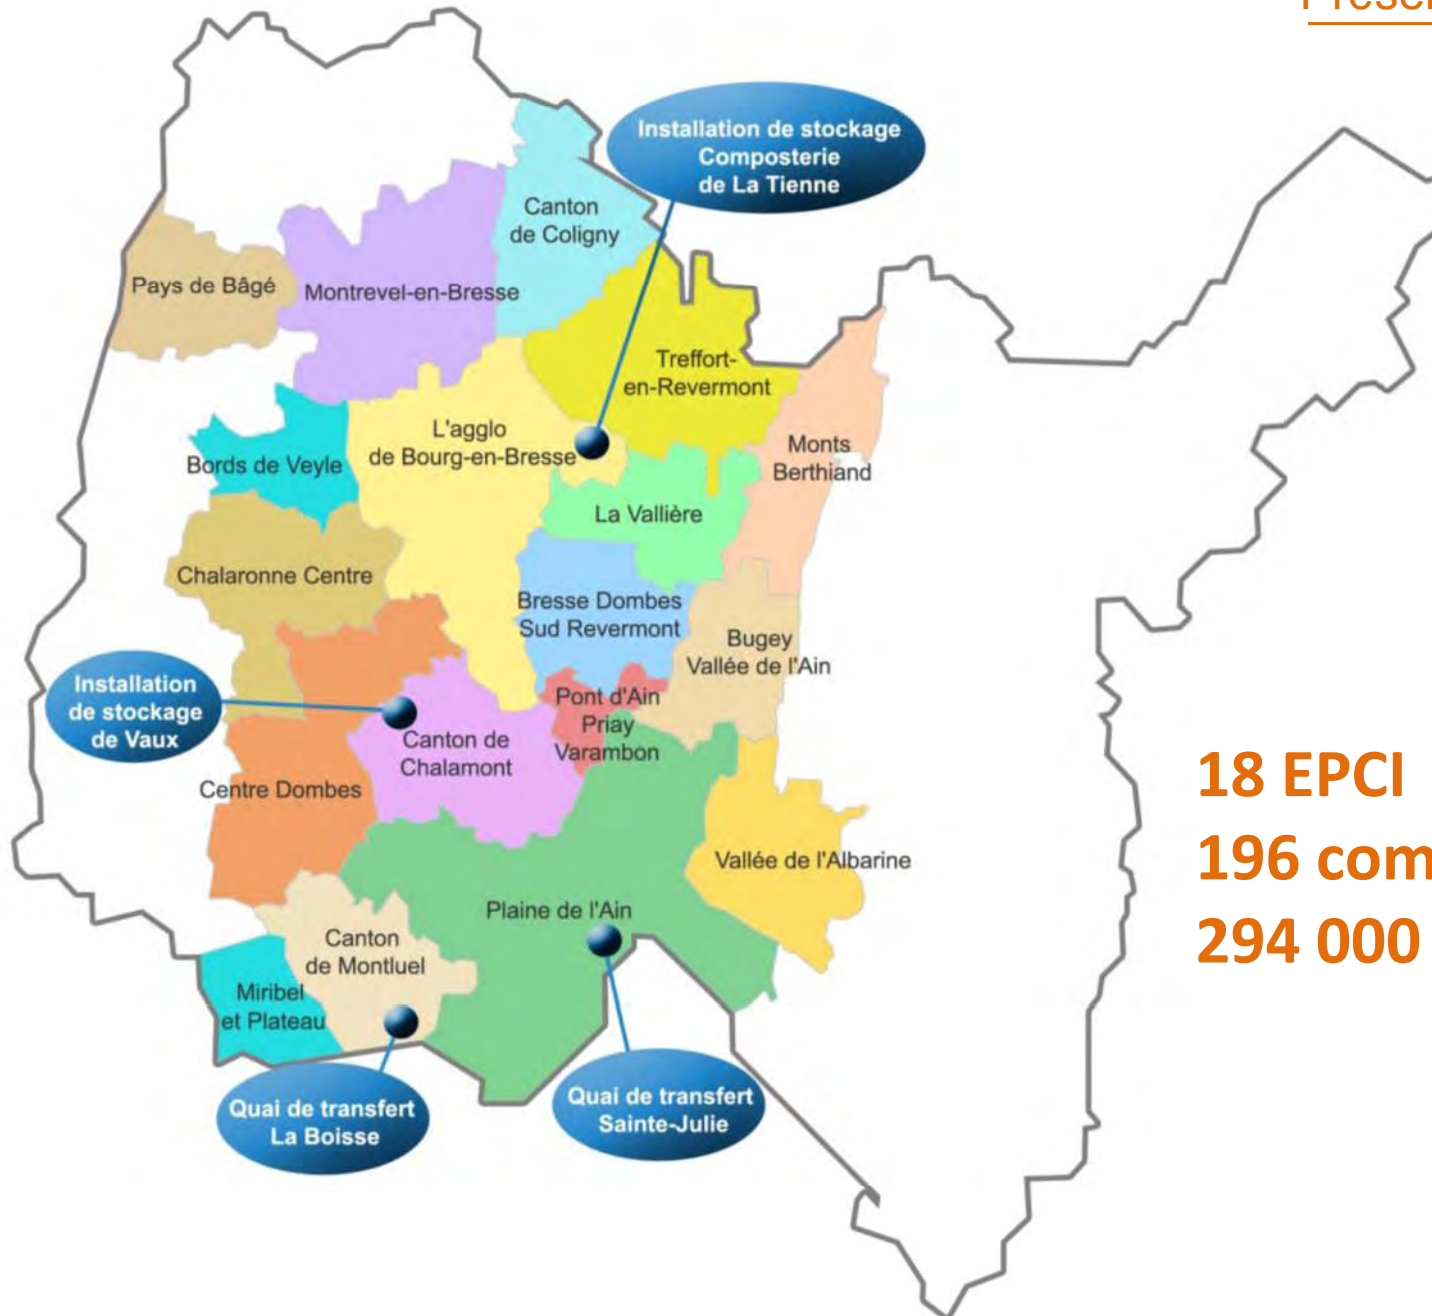 Installation de stockage
Composterie
de La Tienne
Canton
de Coligny
Pays de Bâgé
Montrevel-en-Bresse
Treffort-
en-Revermont
L'agglo
de Bourg-en-Bresse
Monts
Berthiand
Bords de Veyle
La Vallière
Chalaronne Centre
Bresse Dombes
Sud Revermont
Bugey
Vallée de l'Ain
Installation
de stockage
de Vaux
Pont d'Ain
Priay
Varambon
Canton de
Chalamont
Centre Dombes
18 EPCI
196 com
294 000
Vallée de l'Albarine
Plaine de l'Ain
Canton
de Montluel
Miribel
et Plateau
Quai de transfert
La Boisse
Quai de transfert
Sainte-Julie